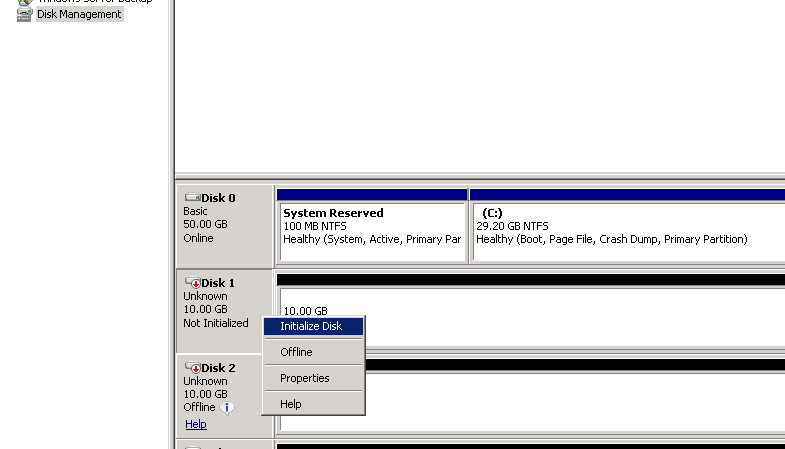 Disk Management
Disk 0
Basic
50.00 GB
Online
System Reserved
100 MB NTFS
Healthy (System, Active, Primary Par
(C:)
29.20 GB NTFS
Healthy (Boot, Page File, Crash Dump, Primary Partition)
Disk 1
Unknown
10.00 GB
Not Initialized
10.00 GB
Initialize Disk
Offline
Properties
Help
Disk 2
Unknown
10.00 GB
Offline
Help